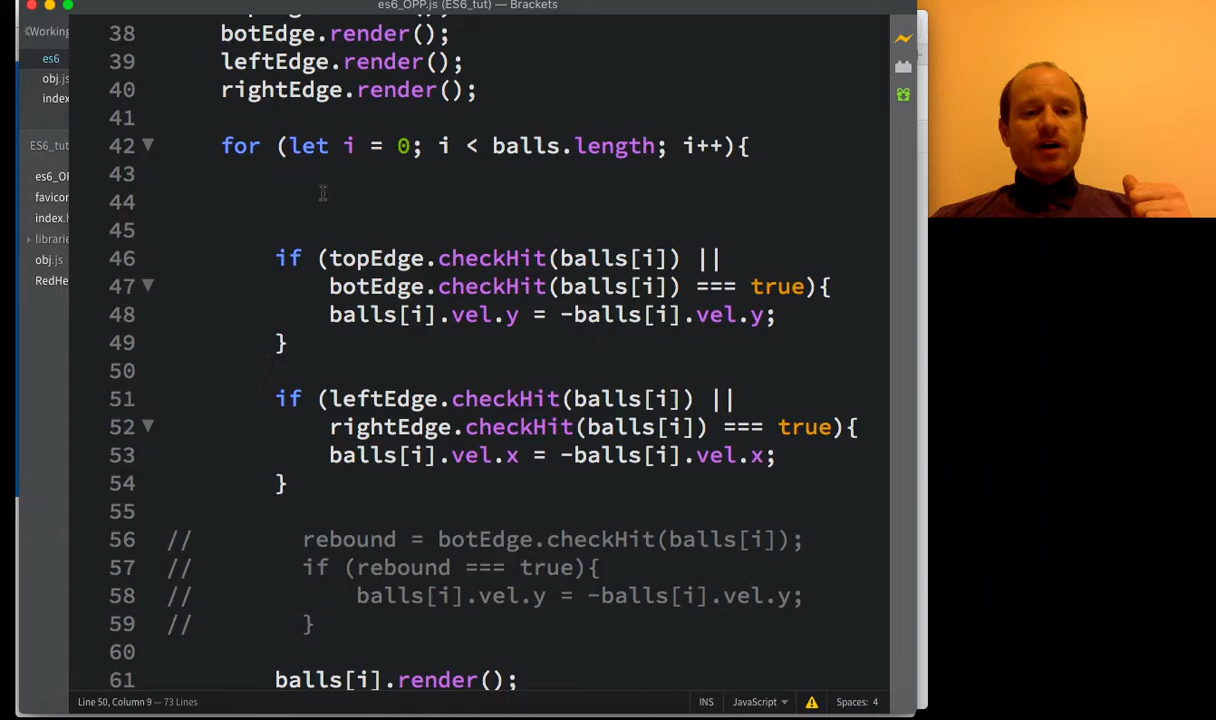 es6_OPP.js (ES6_tut) — Brackets
Working
es6
obj.js
index
ES6_tut
es6_OP
favicon
index.h
libraries
obj.js
RedHe
38 botEdge.render();
39 leftEdge.render();
40 rightEdge.render();
41
42 for (let i = 0; i < balls.length; i++){
43
44
45
46 if (topEdge.checkHit(balls[i]) ||
47 botEdge.checkHit(balls[i]) === true){
48 balls[i].vel.y = -balls[i].vel.y;
49 }
50
51 if (leftEdge.checkHit(balls[i]) ||
52 rightEdge.checkHit(balls[i]) === true){
53 balls[i].vel.x = -balls[i].vel.x;
54 }
55
56 // rebound = botEdge.checkHit(balls[i]);
57 // if (rebound === true){
58 // balls[i].vel.y = -balls[i].vel.y;
59 // }
60
61 balls[i].render();
Line 50, Column 9 — 73 Lines
INS
JavaScript
Spaces: 4